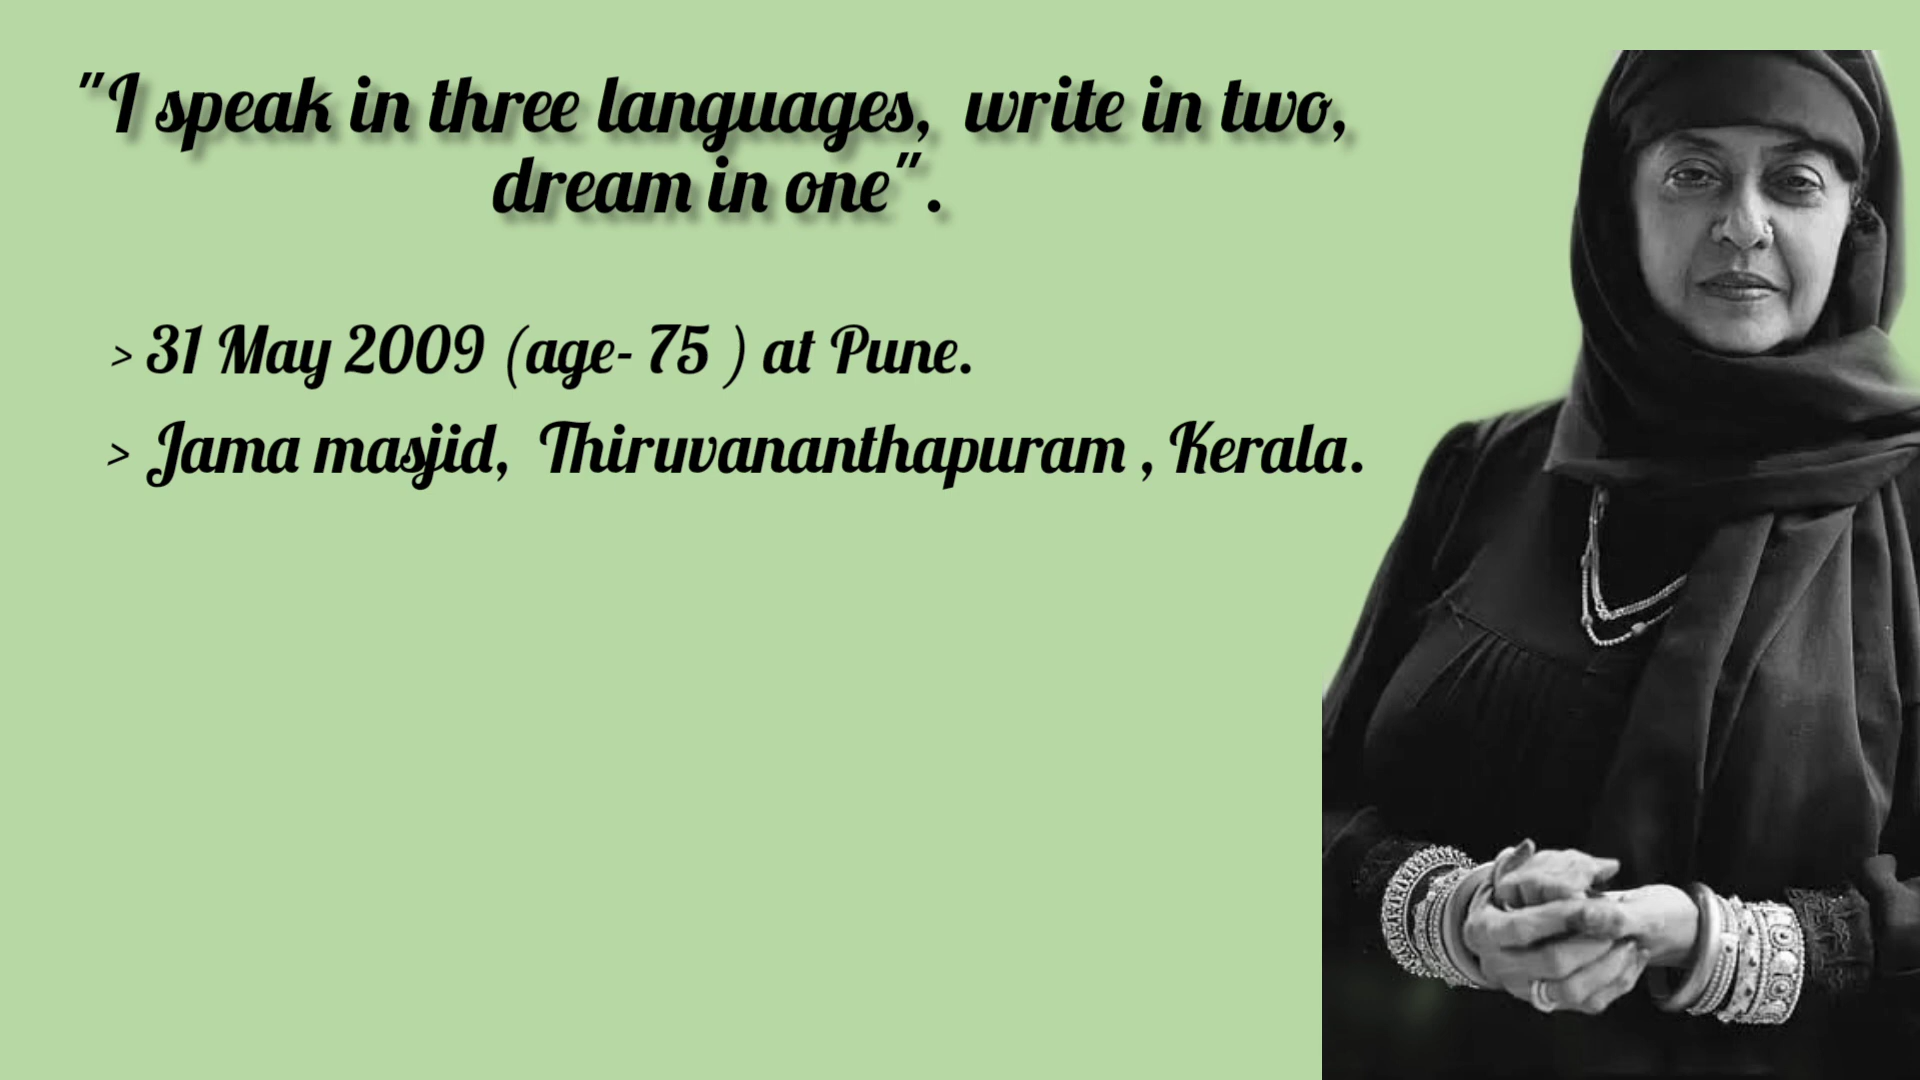 "I speak in three languages, write in two,
dream in one".
> 31 May 2009 (age- 75 ) at Pune.
> Jama masjid, Thiruvananthapuram , Kerala.